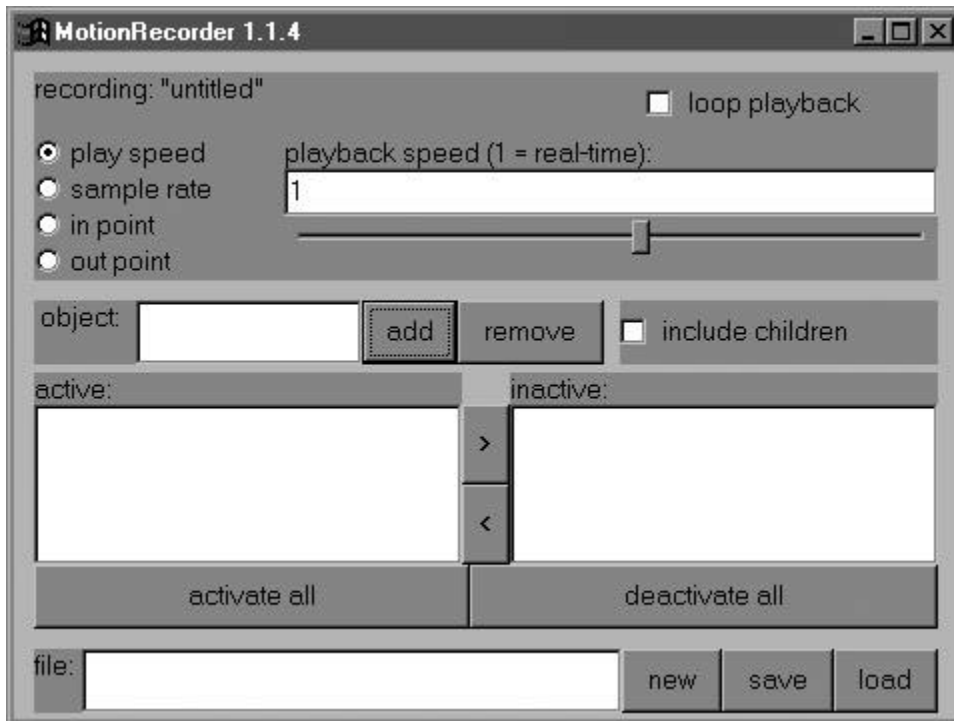 MotionRecorder 1.1.4
recording: "untitled"
loop playback
play speed
playback speed (1 = real-time):
sample rate
1
in point
out point
object:
add
remove
include children
active:
inactive:
>
<
activate all
deactivate all
file:
new
save
load